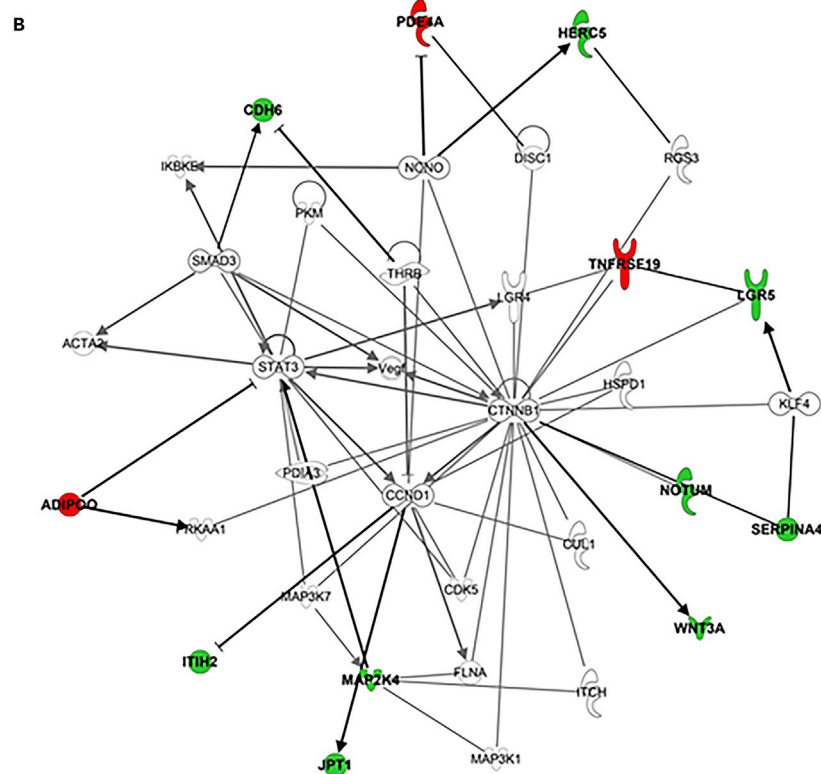 B
PDE4A
HERC5
CDH6
IKBKE
NONO
DISC1
RGS3
PKM
SMAD3
THRB
TNFRSF19
LGR4
LGR5
ACTA2
STAT3
Vegf
HSPD1
CTNNB1
KLF4
PDIA3
CCND1
NOTUM
ADIPOQ
PRKAA1
SERPINA4
CUL1
MAP3K7
CDK5
WNT3A
ITIH2
MAP2K4
FLNA
ITCH
JPT1
MAP3K1